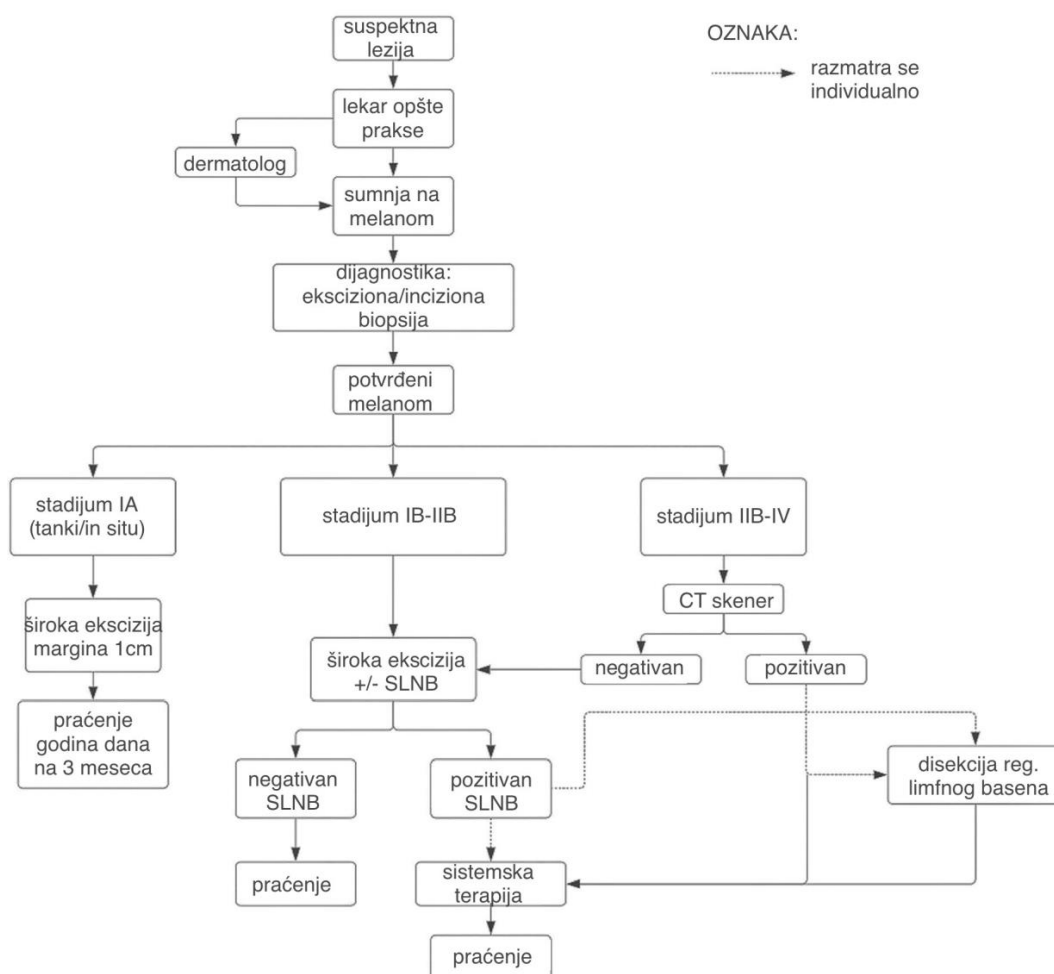 suspektna
lezija
OZNAKA:
razmatra se
individualno
lekar opšte
prakse
dermatolog
sumnja na
melanom
dijagnostika:
eksciziona/inciziona
biopsija
potvrđeni
melanom
stadijum IA
(tanki/in situ)
stadijum IB-IIB
stadijum IIB-IV
CT skener
široka ekscizija
margina 1cm
široka ekscizija
+/- SLNB
negativan
pozitivan
praćenje
godina dana
na 3 meseca
negativan
SLNB
pozitivan
SLNB
disekcija reg.
limfnog basena
praćenje
sistemska
terapija
praćenje